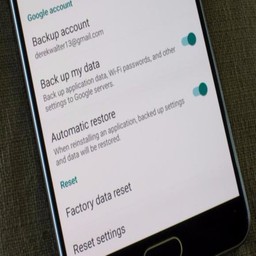 Google account
Backup account
derekwalter13@gmail.com
Back up my data
Back up application data, Wi-Fi passwords, and other
settings to Google servers.
Automatic restore
When reinstalling an application, backed up settings
and data will be restored.
Reset
Factory data reset
Reset settings